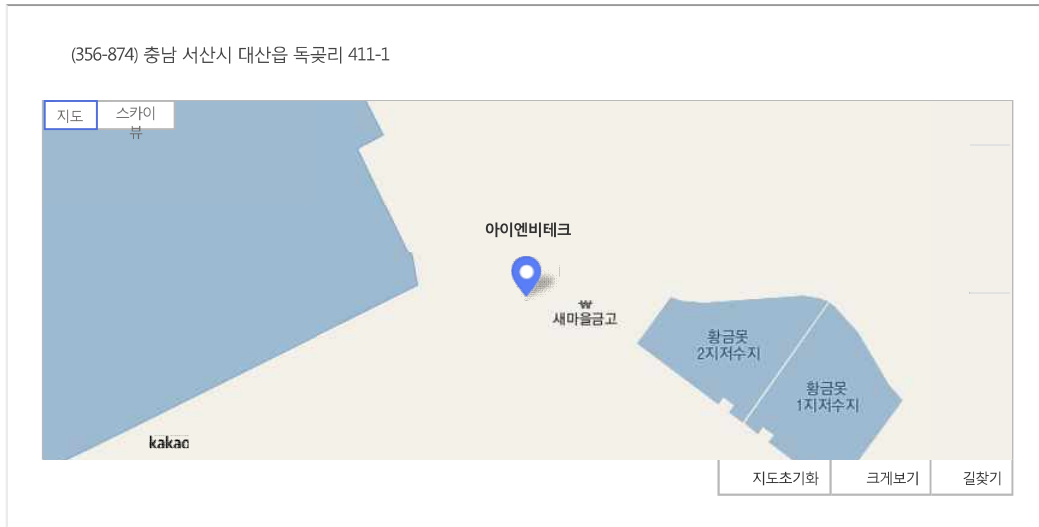 (356-874) 충남 서산시 대산읍 독곶리 411-1
지도
스카이
뷰
아이엔비테크
₩
새마을금고
황금못
2지저수지
황금못
1지저수지
kakao
지도초기화 크게보기 길찾기